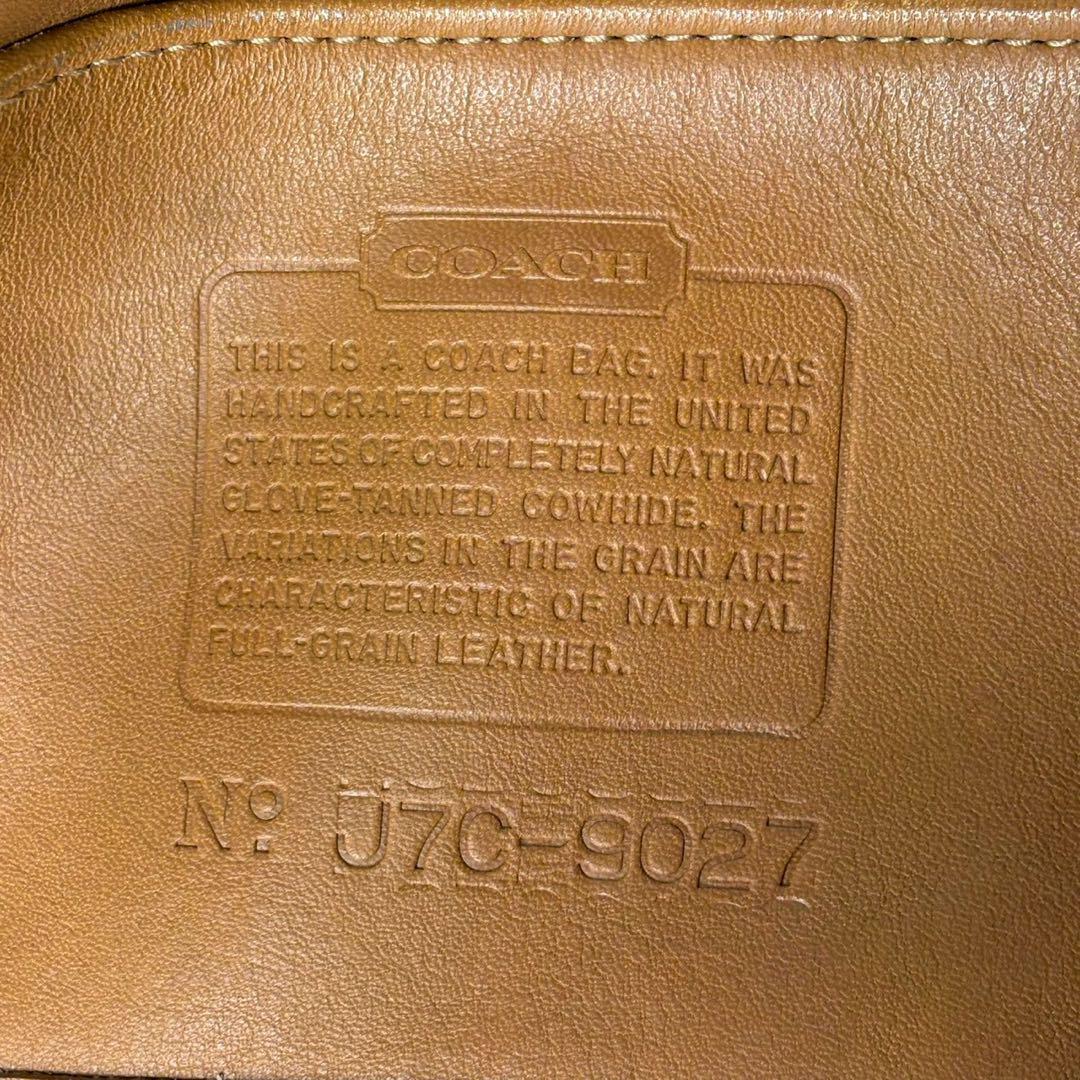 COACH
THIS IS A COACH BAG. IT WAS
HANDCRAFTED IN THE UNITED
STATES OF COMPLETELY NATURAL
GLOVE-TANNED COWHIDE. THE
VARIATIONS IN THE GRAIN ARE
CHARACTERISTIC OF NATURAL
FULL-GRAIN LEATHER.
Nº J7C-9027